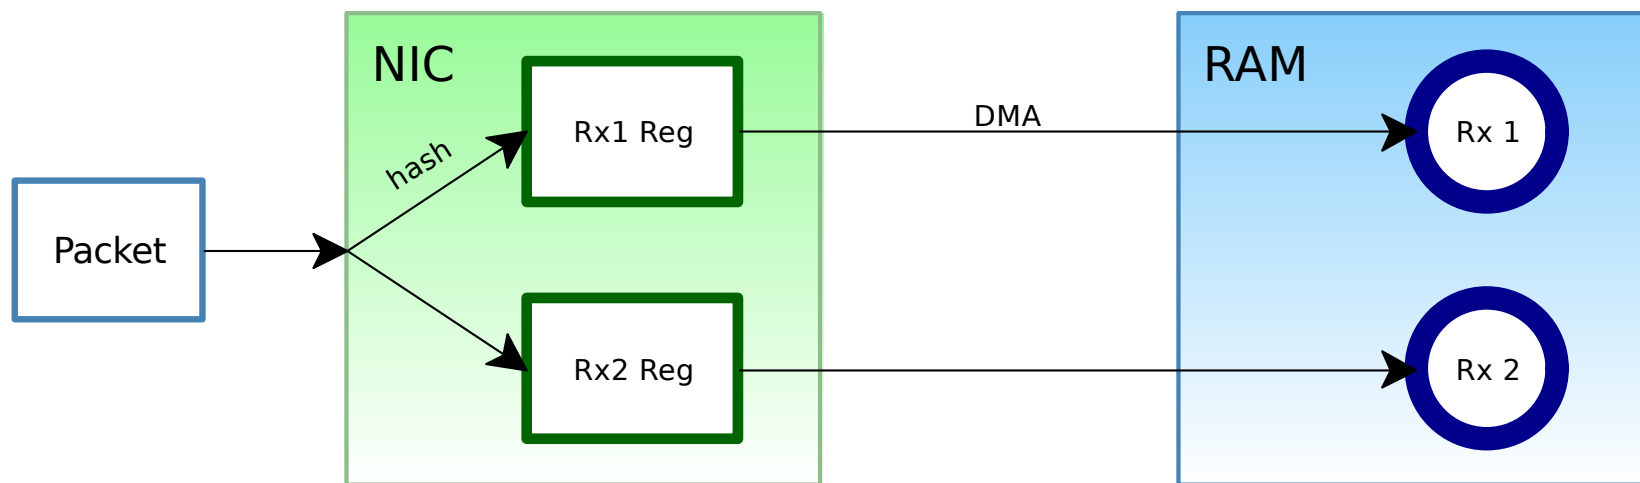 NIC
RAM
Packet
hash
Rx1 Reg
DMA
Rx 1
Rx2 Reg
Rx 2